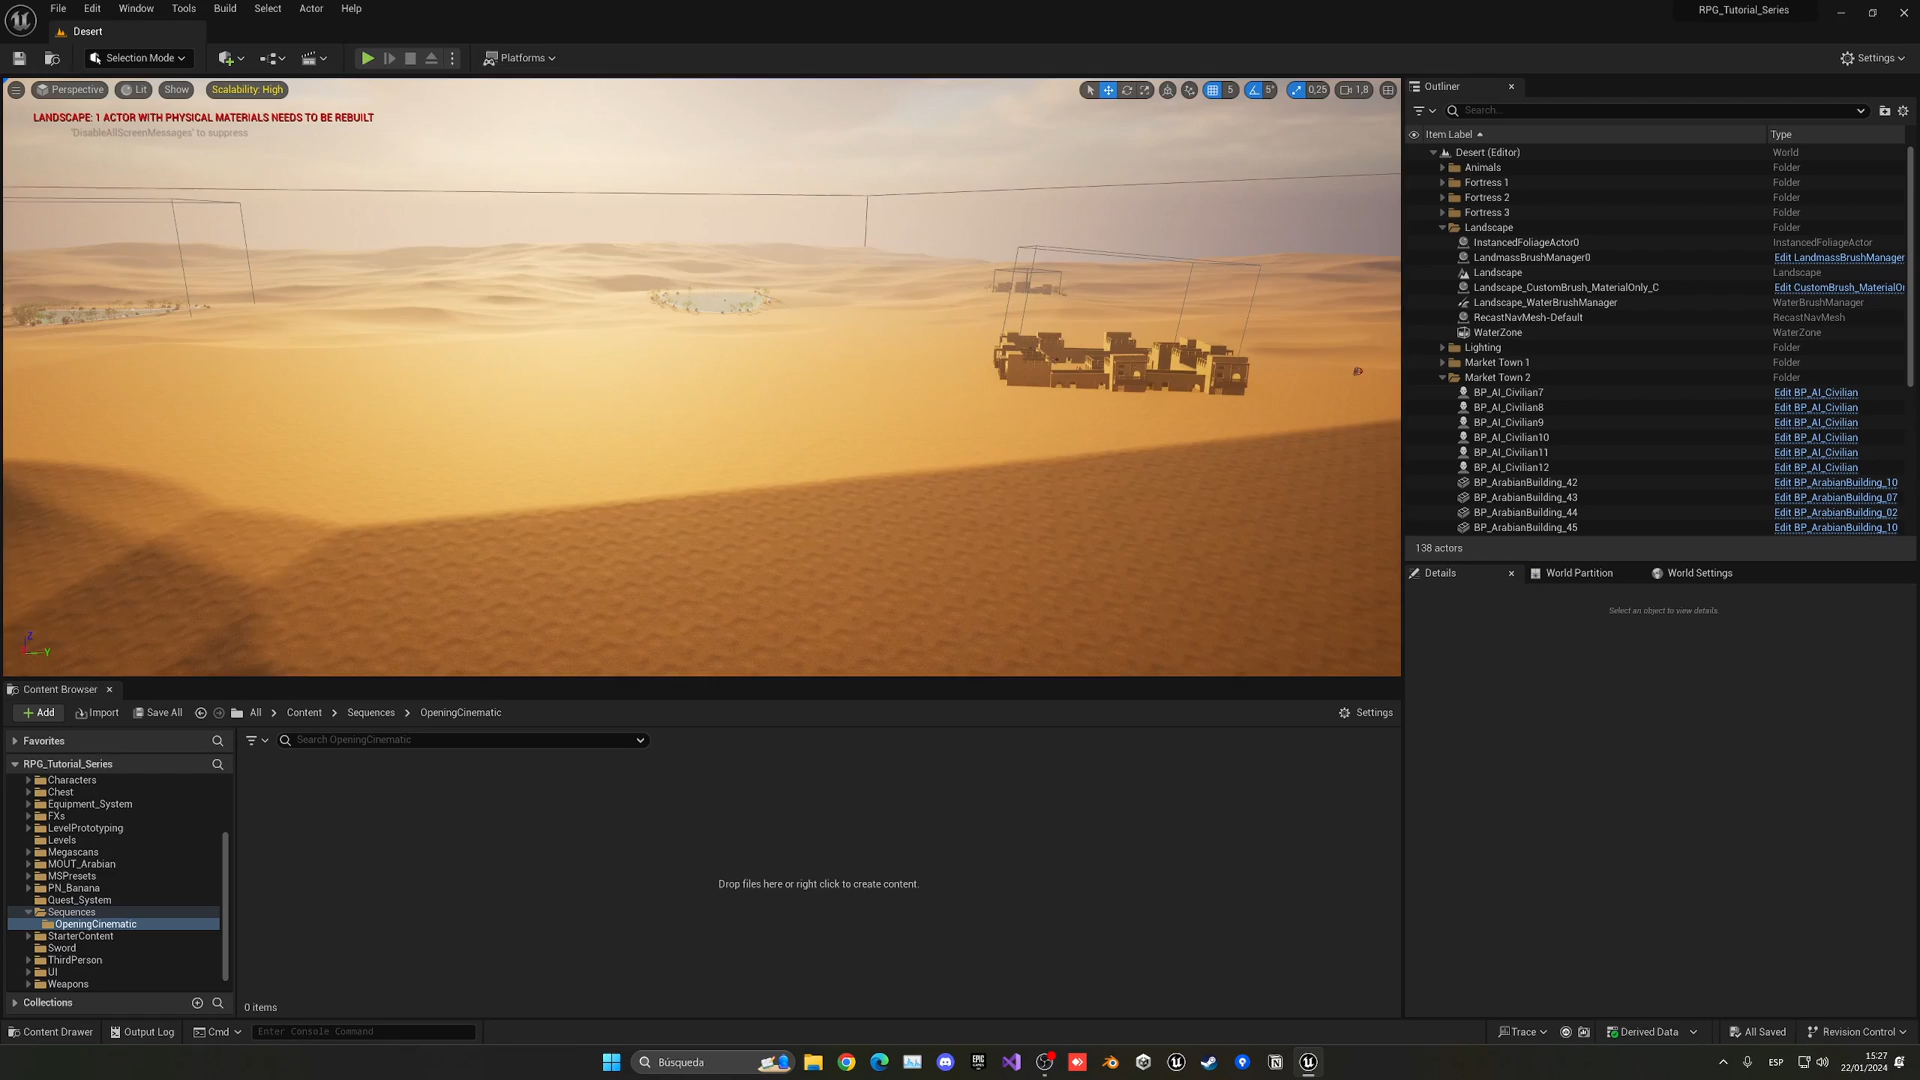 File Edit Window Tools Build Select Actor Help
RPG_Tutorial_Series
Desert
Selection Mode
Platforms
Settings
Perspective
Lit
Show
Scalability: High
5
5°
0,25
1,8
LANDSCAPE: 1 ACTOR WITH PHYSICAL MATERIALS NEEDS TO BE REBUILT
'DisableAllScreenMessages' to suppress
Z
Y
Outliner
Search...
Item Label Type
Desert (Editor) World
Animals Folder
Fortress 1 Folder
Fortress 2 Folder
Fortress 3 Folder
Landscape Folder
InstancedFoliageActor0 InstancedFoliageActor
LandmassBrushManager0 Edit LandmassBrushManager
Landscape Landscape
Landscape_CustomBrush_MaterialOnly_C Edit CustomBrush_MaterialOn
Landscape_WaterBrushManager WaterBrushManager
RecastNavMesh-Default RecastNavMesh
WaterZone WaterZone
Lighting Folder
Market Town 1 Folder
Market Town 2 Folder
BP_AI_Civilian7 Edit BP_AI_Civilian
BP_AI_Civilian8 Edit BP_AI_Civilian
BP_AI_Civilian9 Edit BP_AI_Civilian
BP_AI_Civilian10 Edit BP_AI_Civilian
BP_AI_Civilian11 Edit BP_AI_Civilian
BP_AI_Civilian12 Edit BP_AI_Civilian
BP_ArabianBuilding_42 Edit BP_ArabianBuilding_10
BP_ArabianBuilding_43 Edit BP_ArabianBuilding_07
BP_ArabianBuilding_44 Edit BP_ArabianBuilding_02
BP_ArabianBuilding_45 Edit BP_ArabianBuilding_10
138 actors
Details
World Partition
World Settings
Select an object to view details.
Content Browser
Add
Import
Save All
All > Content > Sequences > OpeningCinematic
Settings
Favorites
Search OpeningCinematic
RPG_Tutorial_Series
Characters
Chest
Equipment_System
FXs
LevelPrototyping
Levels
Megascans
MOUT_Arabian
MSPresets
PN_Banana
Quest_System
Sequences
OpeningCinematic
StarterContent
Sword
ThirdPerson
UI
Weapons
Drop files here or right click to create content.
Collections
0 items
Content Drawer
Output Log
Cmd
Enter Console Command
Trace
Derived Data
All Saved
Revision Control
Búsqueda
EPIC GAMES
ESP
15:27
22/01/2024